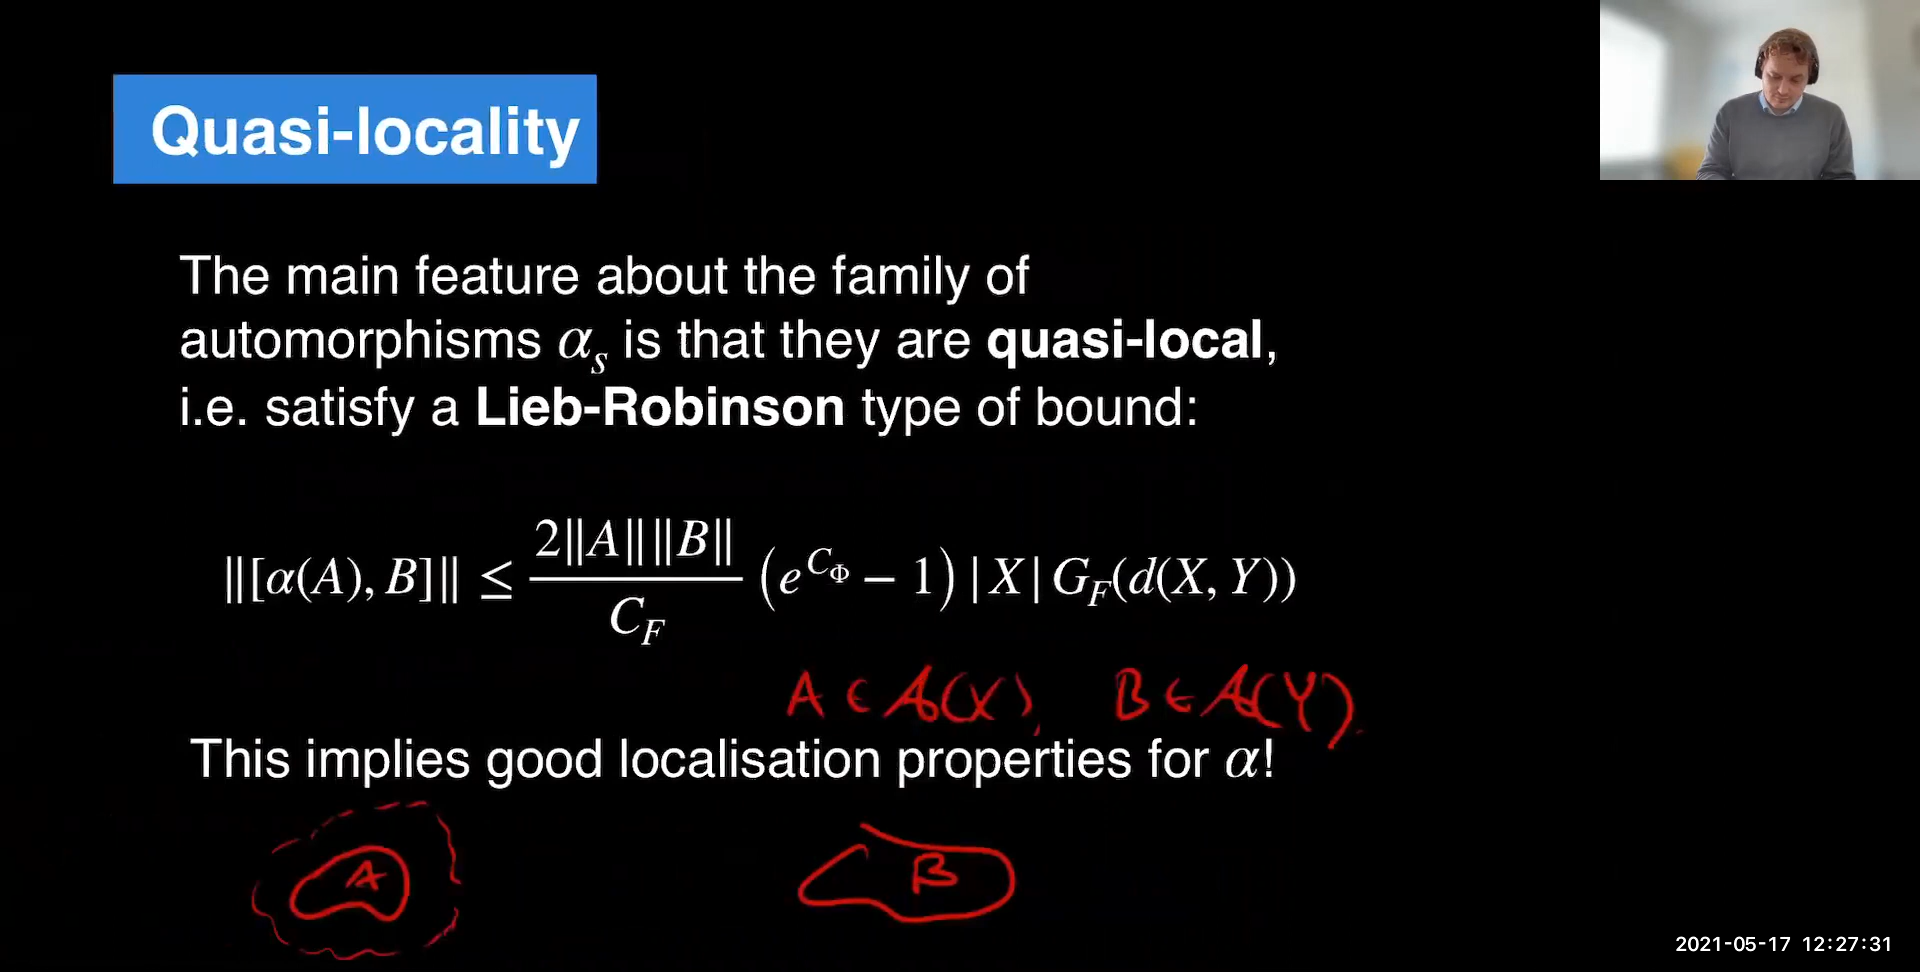 Quasi-locality
The main feature about the family of
automorphisms αₛ is that they are quasi-local,
i.e. satisfy a Lieb-Robinson type of bound:
‖[α(A), B]‖ ≤ 2‖A‖‖B‖ / C_F (e^{C_Φ} − 1) |X| G_F(d(X, Y))
A ∈ 𝒜(X), B ∈ 𝒜(Y).
This implies good localisation properties for α!
A B
2021-05-17 12:27:31